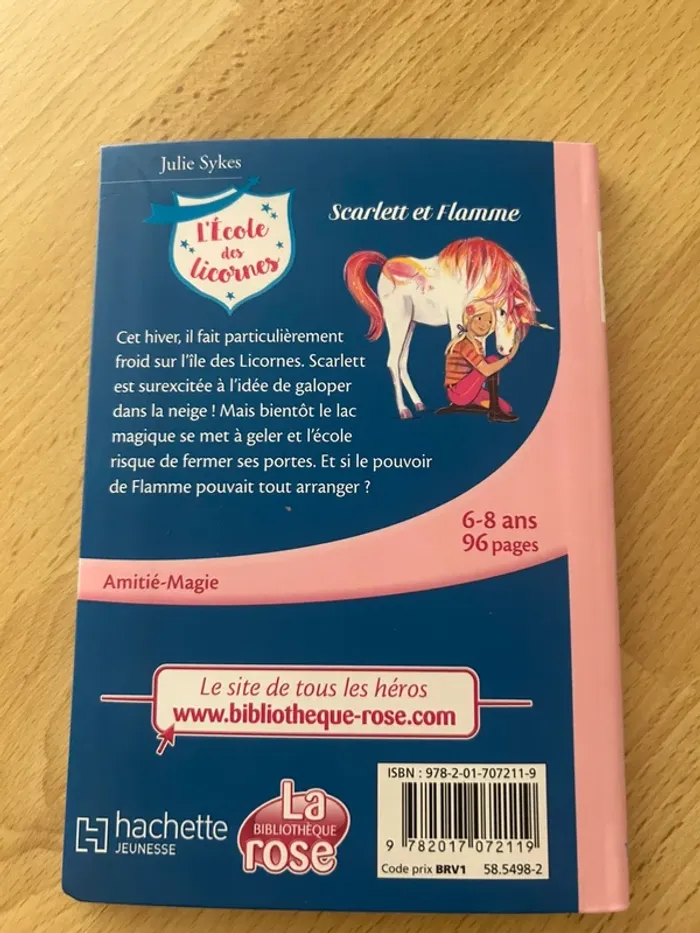 Julie Sykes
L'École
des
licornes
Scarlett et Flamme
Cet hiver, il fait particulièrement
froid sur l'île des Licornes. Scarlett
est surexcitée à l'idée de galoper
dans la neige ! Mais bientôt le lac
magique se met à geler et l'école
risque de fermer ses portes. Et si le pouvoir
de Flamme pouvait tout arranger ?
6-8 ans
96 pages
Amitié-Magie
Le site de tous les héros
www.bibliotheque-rose.com
hachette
JEUNESSE
La
BIBLIOTHÈQUE
rose
ISBN : 978-2-01-707211-9
9 782017 072119
Code prix BRV1 58.5498-2